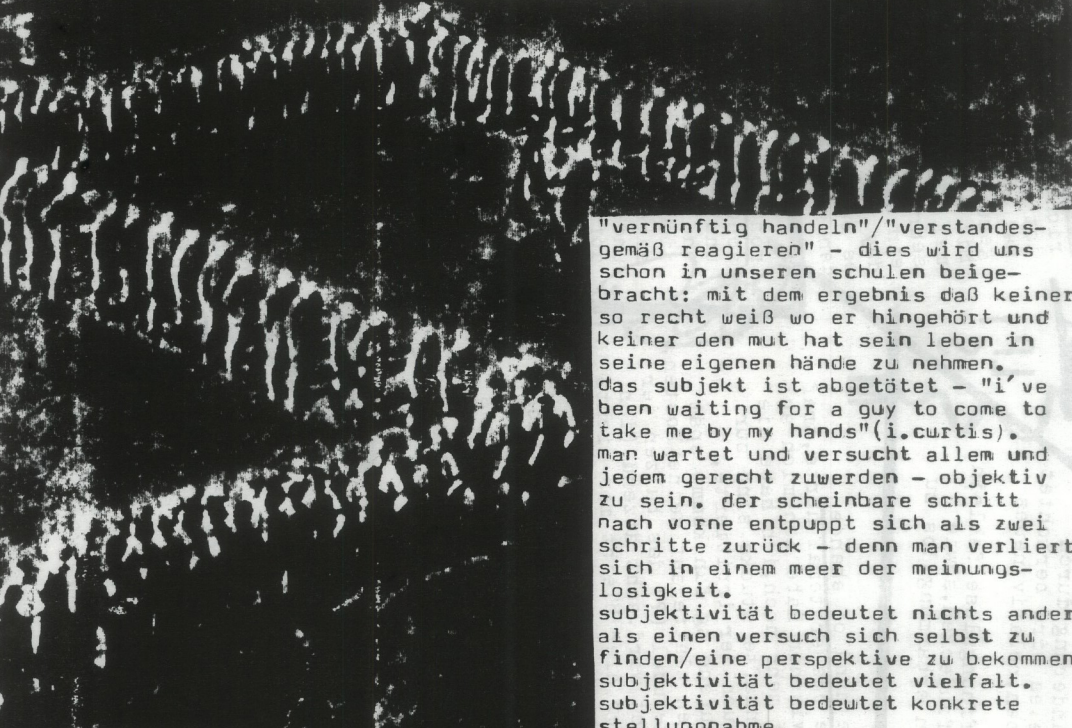 "vernünftig handeln"/"verstandes-
gemäß reagieren" - dies wird uns
schon in unseren schulen beige-
bracht: mit dem ergebnis daß keiner
so recht weiß wo er hingehört und
keiner den mut hat sein leben in
seine eigenen hände zu nehmen.
das subjekt ist abgetötet - "i've
been waiting for a guy to come to
take me by my hands"(i.curtis).
man wartet und versucht allem und
jedem gerecht zuwerden - objektiv
zu sein. der scheinbare schritt
nach vorne entpuppt sich als zwei
schritte zurück - denn man verliert
sich in einem meer der meinungs-
losigkeit.
subjektivität bedeutet nichts ander
als einen versuch sich selbst zu
finden/eine perspektive zu bekommen
subjektivität bedeutet vielfalt.
subjektivität bedeutet konkrete
stellungnahme